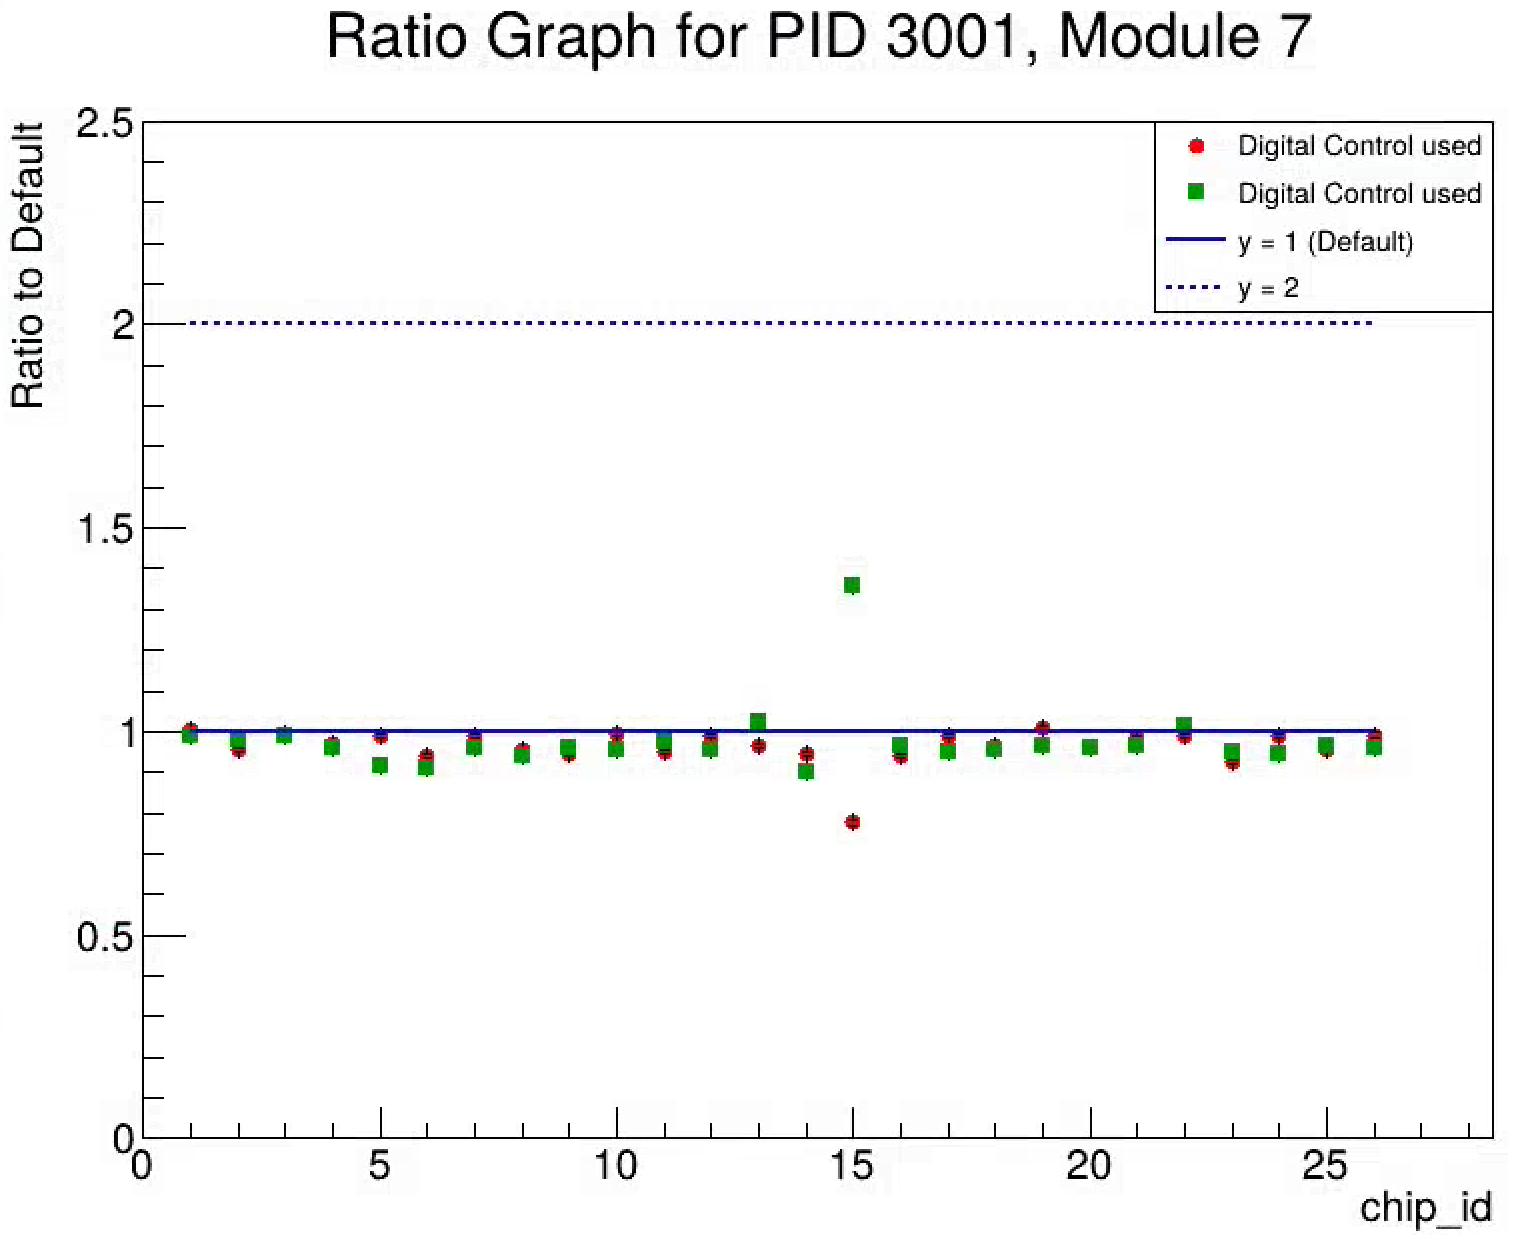 Ratio Graph for PID 3001, Module 7
Ratio to Default
2.5
2
1.5
1
0.5
0
Digital Control used
Digital Control used
y = 1 (Default)
y = 2
0 5 10 15 20 25
chip_id